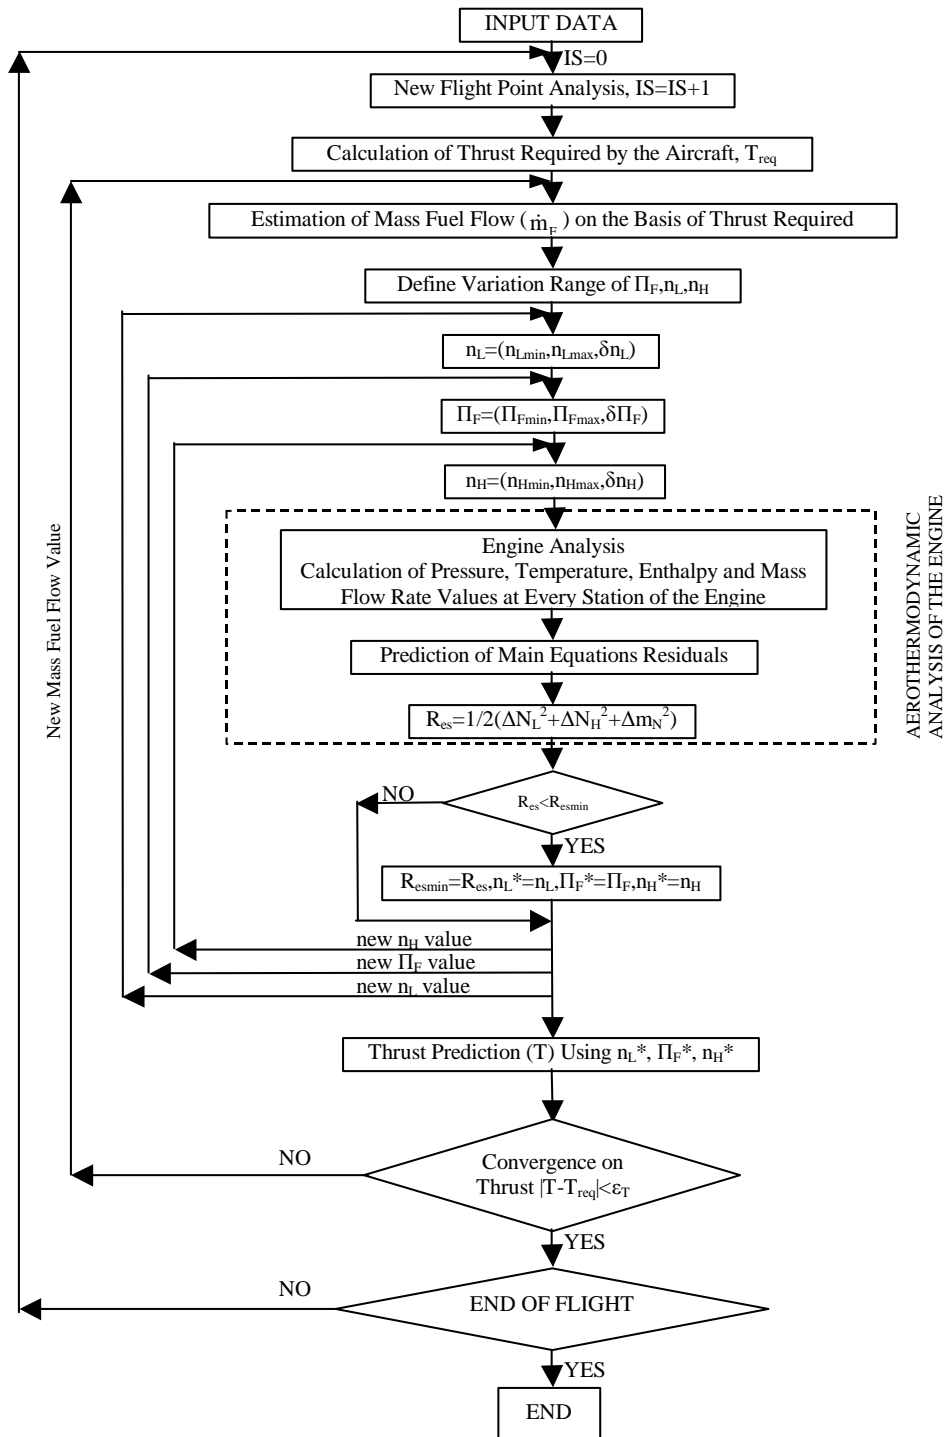 INPUT DATA
IS=0
New Flight Point Analysis, IS=IS+1
Calculation of Thrust Required by the Aircraft, T_req
Estimation of Mass Fuel Flow (ṁ_F) on the Basis of Thrust Required
Define Variation Range of Π_F,n_L,n_H
n_L=(n_Lmin,n_Lmax,δn_L)
Π_F=(Π_Fmin,Π_Fmax,δΠ_F)
n_H=(n_Hmin,n_Hmax,δn_H)
Engine Analysis
Calculation of Pressure, Temperature, Enthalpy and Mass
Flow Rate Values at Every Station of the Engine
Prediction of Main Equations Residuals
R_es=1/2(ΔN_L²+ΔN_H²+Δm_N²)
AEROTHERMODYNAMIC
ANALYSIS OF THE ENGINE
New Mass Fuel Flow Value
NO
R_es<R_esmin
YES
R_esmin=R_es,n_L*=n_L,Π_F*=Π_F,n_H*=n_H
new n_H value
new Π_F value
new n_L value
Thrust Prediction (T) Using n_L*, Π_F*, n_H*
NO
Convergence on
Thrust |T-T_req|<ε_T
YES
NO
END OF FLIGHT
YES
END